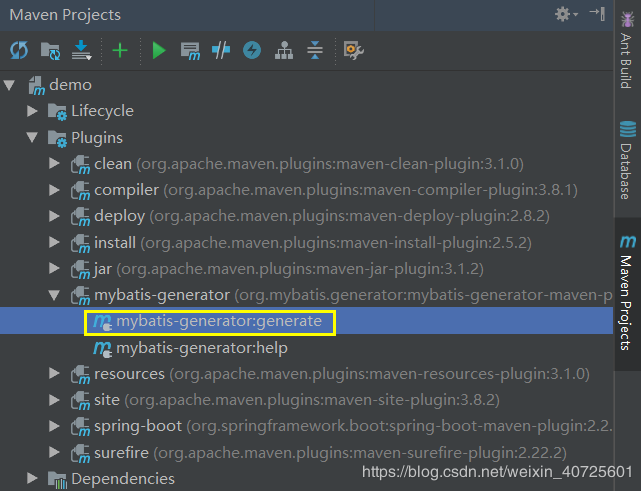 Maven Projects
demo
Lifecycle
Plugins
clean (org.apache.maven.plugins:maven-clean-plugin:3.1.0)
compiler (org.apache.maven.plugins:maven-compiler-plugin:3.8.1)
deploy (org.apache.maven.plugins:maven-deploy-plugin:2.8.2)
install (org.apache.maven.plugins:maven-install-plugin:2.5.2)
jar (org.apache.maven.plugins:maven-jar-plugin:3.1.2)
mybatis-generator (org.mybatis.generator:mybatis-generator-maven-p
mybatis-generator:generate
mybatis-generator:help
resources (org.apache.maven.plugins:maven-resources-plugin:3.1.0)
site (org.apache.maven.plugins:maven-site-plugin:3.8.2)
spring-boot (org.springframework.boot:spring-boot-maven-plugin:2.2.
surefire (org.apache.maven.plugins:maven-surefire-plugin:2.22.2)
Dependencies
https://blog.csdn.net/weixin_40725601
Ant Build
Database
Maven Projects